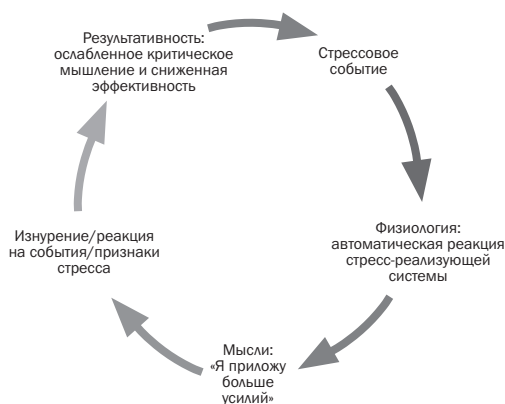 Результативность:
ослабленное критическое
мышление и сниженная
эффективность
Стрессовое
событие
Физиология:
автоматическая реакция
стресс-реализующей
системы
Мысли:
«Я приложу
больше
усилий»
Изнурение/реакция
на события/признаки
стресса